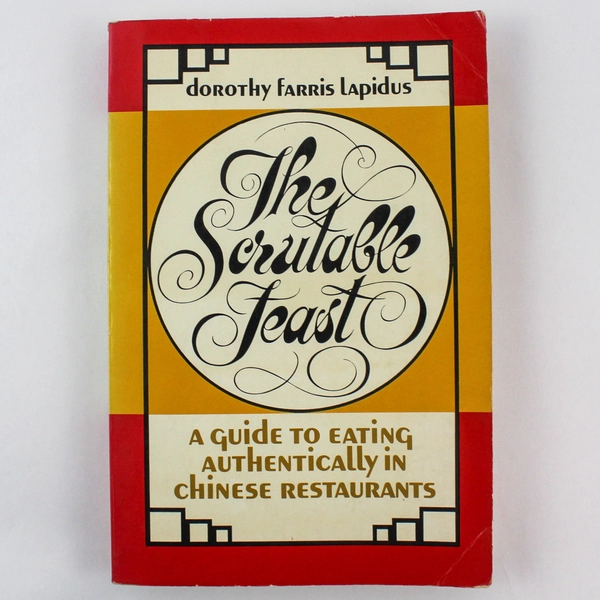 dorothy farris lapidus
The
Scrutable
Feast
A guide to eating
authentically in
chinese restaurants